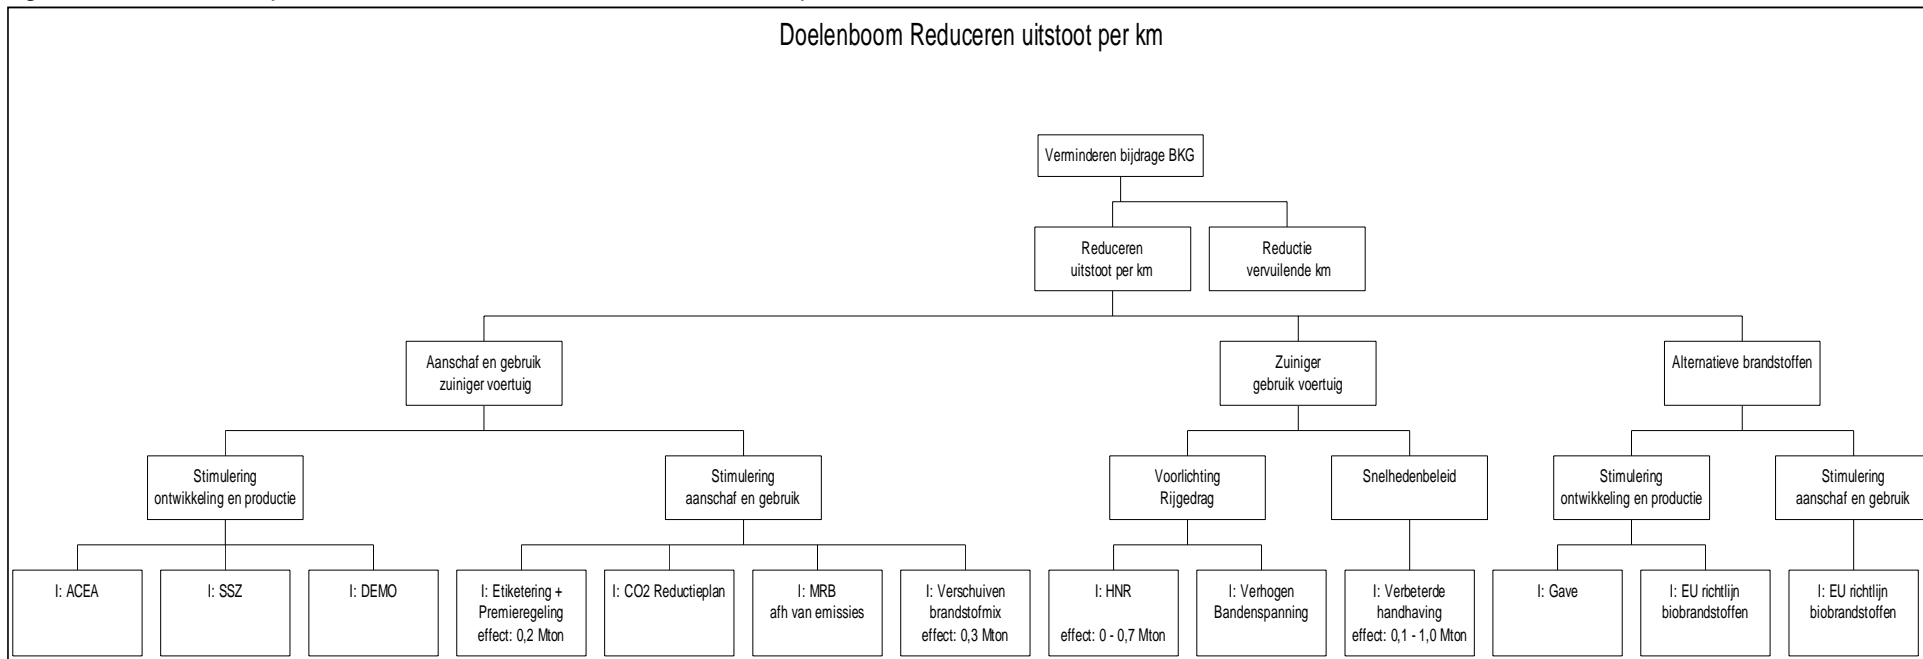 Doelenboom Reduceren uitstoot per km
Verminderen bijdrage BKG
Reduceren
uitstoot per km
Reductie
vervuilende km
Aanschaf en gebruik
zuiniger voertuig
Zuiniger
gebruik voertuig
Alternatieve brandstoffen
Stimulering
ontwikkeling en productie
Stimulering
aanschaf en gebruik
Voorlichting
Rijgedrag
Snelhedenbeleid
Stimulering
ontwikkeling en productie
Stimulering
aanschaf en gebruik
I: ACEA
I: SSZ
I: DEMO
I: Etiketering +
Premieregeling
effect: 0,2 Mton
I: CO2 Reductieplan
I: MRB
afh van emissies
I: Verschuiven
brandstofmix
effect: 0,3 Mton
I: HNR
effect: 0 - 0,7 Mton
I: Verhogen
Bandenspanning
I: Verbeterde
handhaving
effect: 0,1 - 1,0 Mton
I: Gave
I: EU richtlijn
biobrandstoffen
I: EU richtlijn
biobrandstoffen